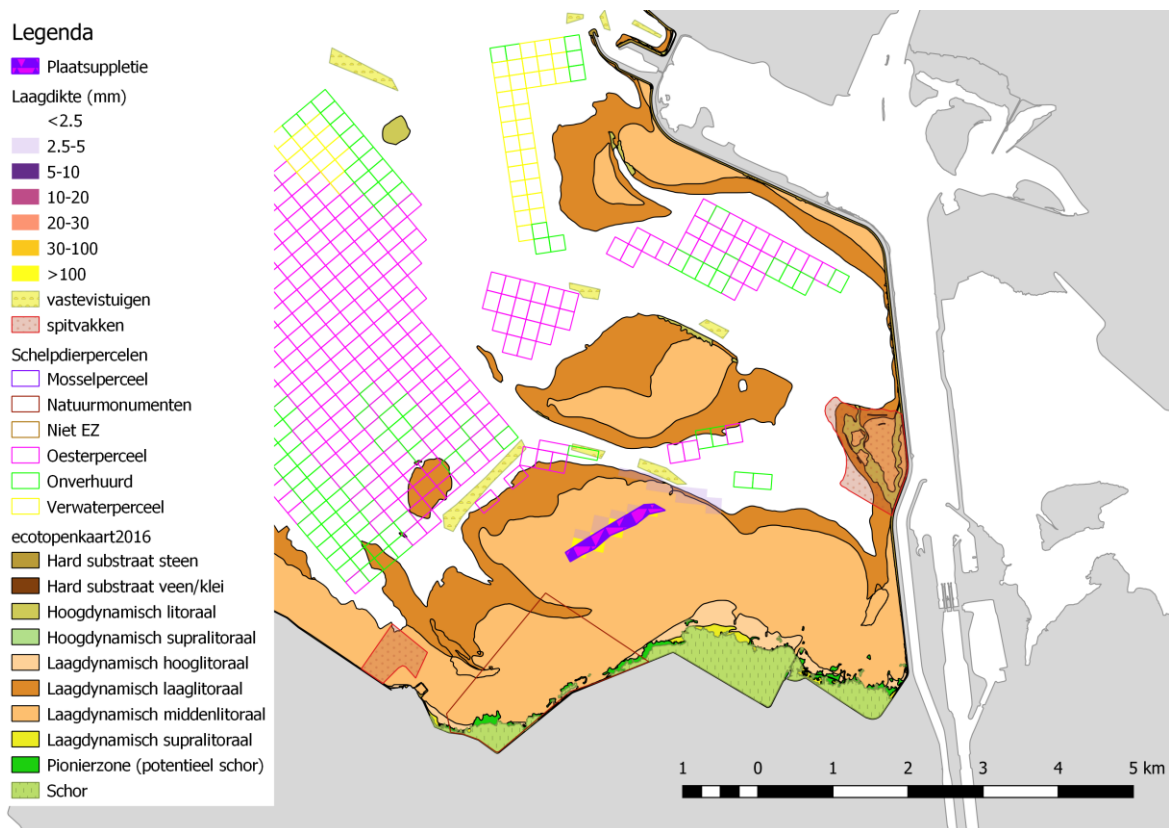 Legenda
Plaatsuppletie
Laagdikte (mm)
<2.5
2.5-5
5-10
10-20
20-30
30-100
>100
vastevistuigen
spitvakken
Schelpdierpercelen
Mosselperceel
Natuurmonumenten
Niet EZ
Oesterperceel
Onverhuurd
Verwaterperceel
ecotopenkaart2016
Hard substraat steen
Hard substraat veen/klei
Hoogdynamisch litoraal
Hoogdynamisch supralitoraal
Laagdynamisch hooglitoraal
Laagdynamisch laaglitoraal
Laagdynamisch middenlitoraal
Laagdynamisch supralitoraal
Pionierzone (potentieel schor)
Schor
1 0 1 2 3 4 5 km